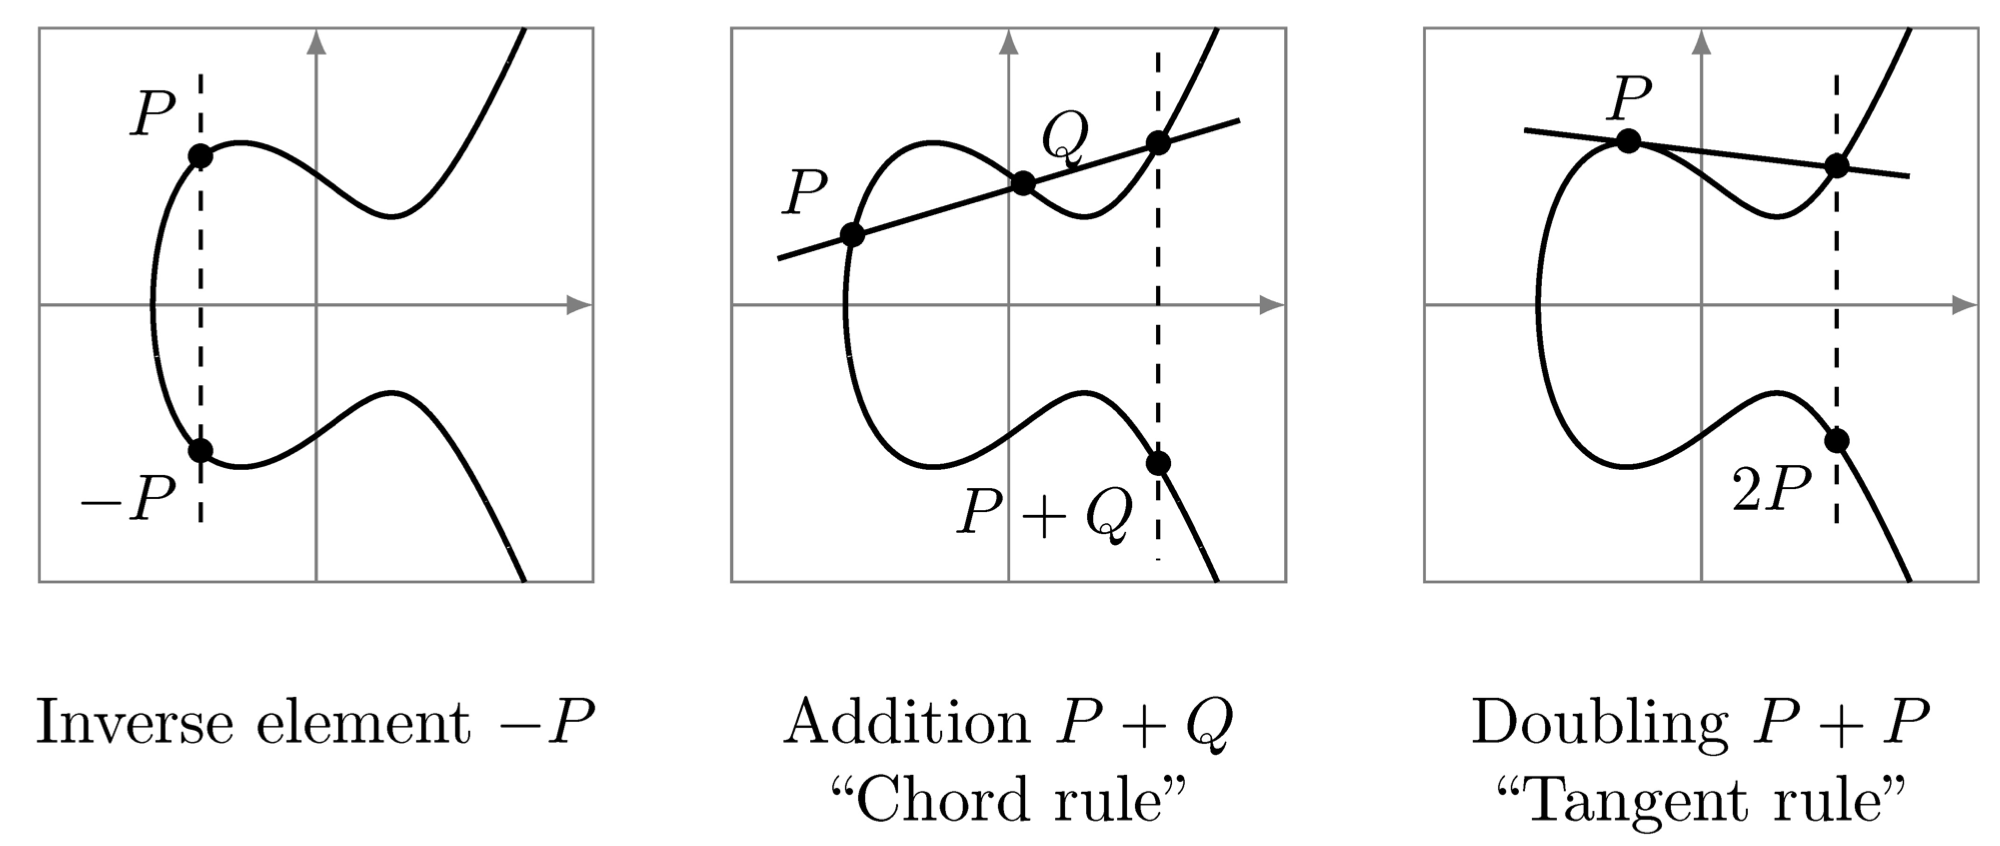 P
−P
Inverse element −P
P
Q
P + Q
Addition P + Q
“Chord rule”
P
2P
Doubling P + P
“Tangent rule”